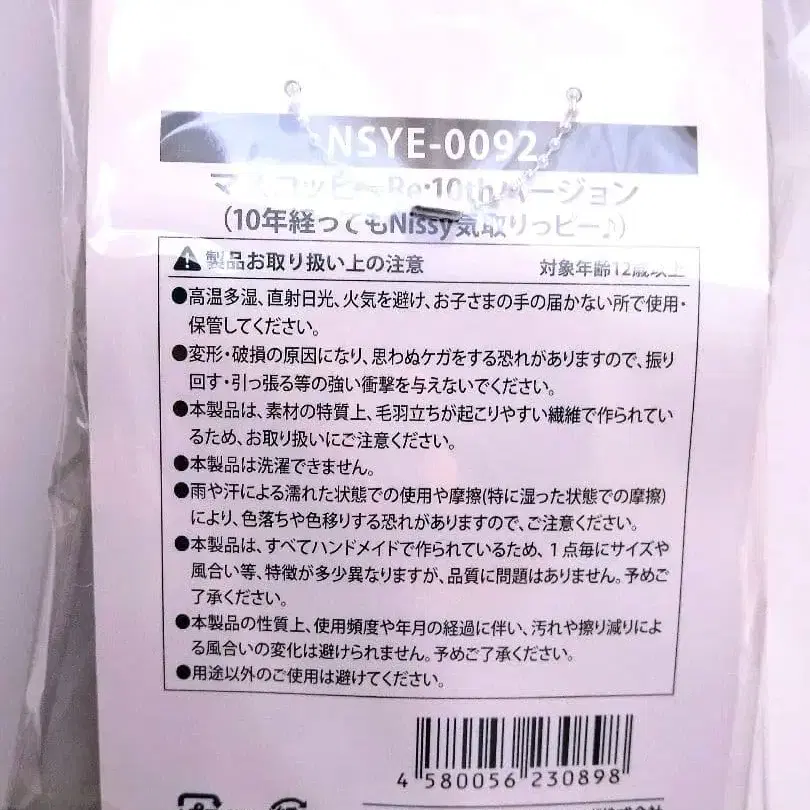 NSYE-0092
マスコッピー Re:10thバージョン
（10年経ってもNissy気取りっピー♪）
製品お取り扱い上の注意 対象年齢12歳以上
●高温多湿、直射日光、火気を避け、お子さまの手の届かない所で使用・
保管してください。
●変形・破損の原因になり、思わぬケガをする恐れがありますので、振り
回す・引っ張る等の強い衝撃を与えないでください。
●本製品は、素材の特質上、毛羽立ちが起こりやすい繊維で作られてい
るため、お取り扱いにご注意ください。
●本製品は洗濯できません。
●雨や汗による濡れた状態での使用や摩擦(特に湿った状態での摩擦)
により、色落ちや色移りする恐れがありますので、ご注意ください。
●本製品は、すべてハンドメイドで作られているため、１点毎にサイズや
風合い等、特徴が多少異なりますが、品質に問題はありません。予めご
了承ください。
●本製品の性質上、使用頻度や年月の経過に伴い、汚れや擦り減りによ
る風合いの変化は避けられません。予めご了承ください。
●用途以外のご使用は避けてください。
4 580056 230898